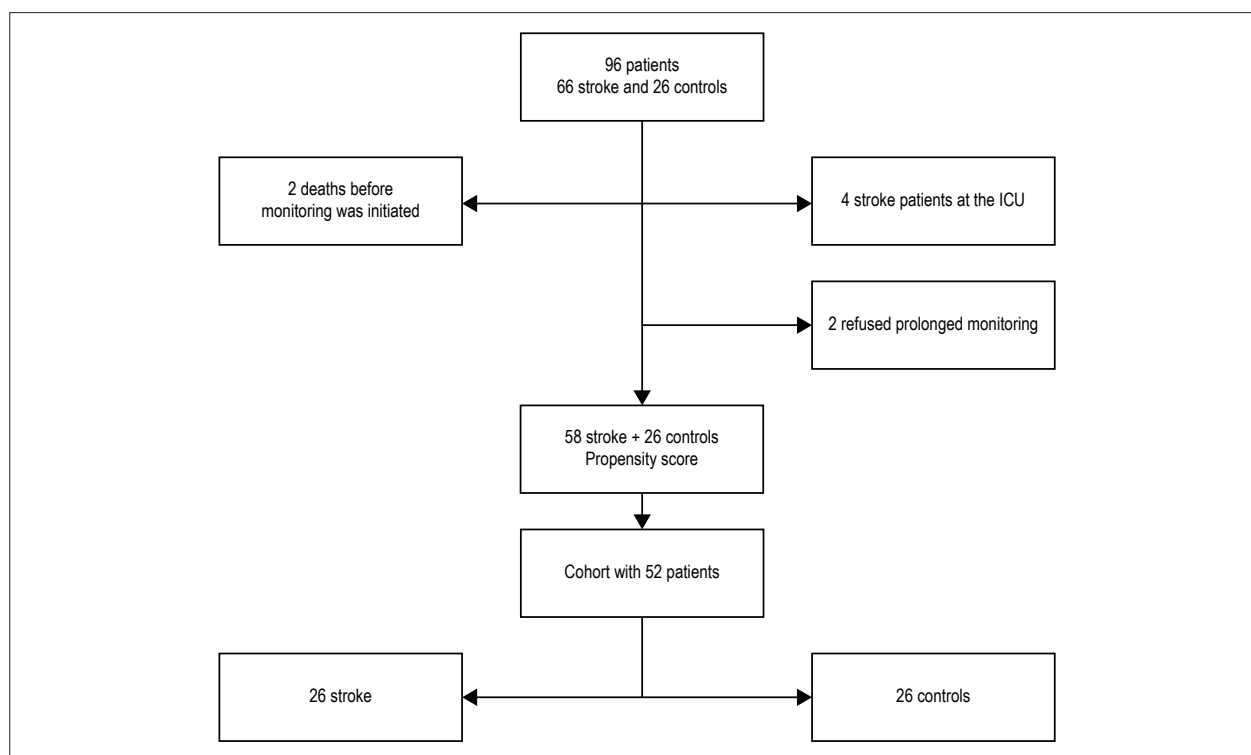 96 patients
66 stroke and 26 controls
2 deaths before
monitoring was initiated
4 stroke patients at the ICU
2 refused prolonged monitoring
58 stroke + 26 controls
Propensity score
Cohort with 52 patients
26 stroke
26 controls